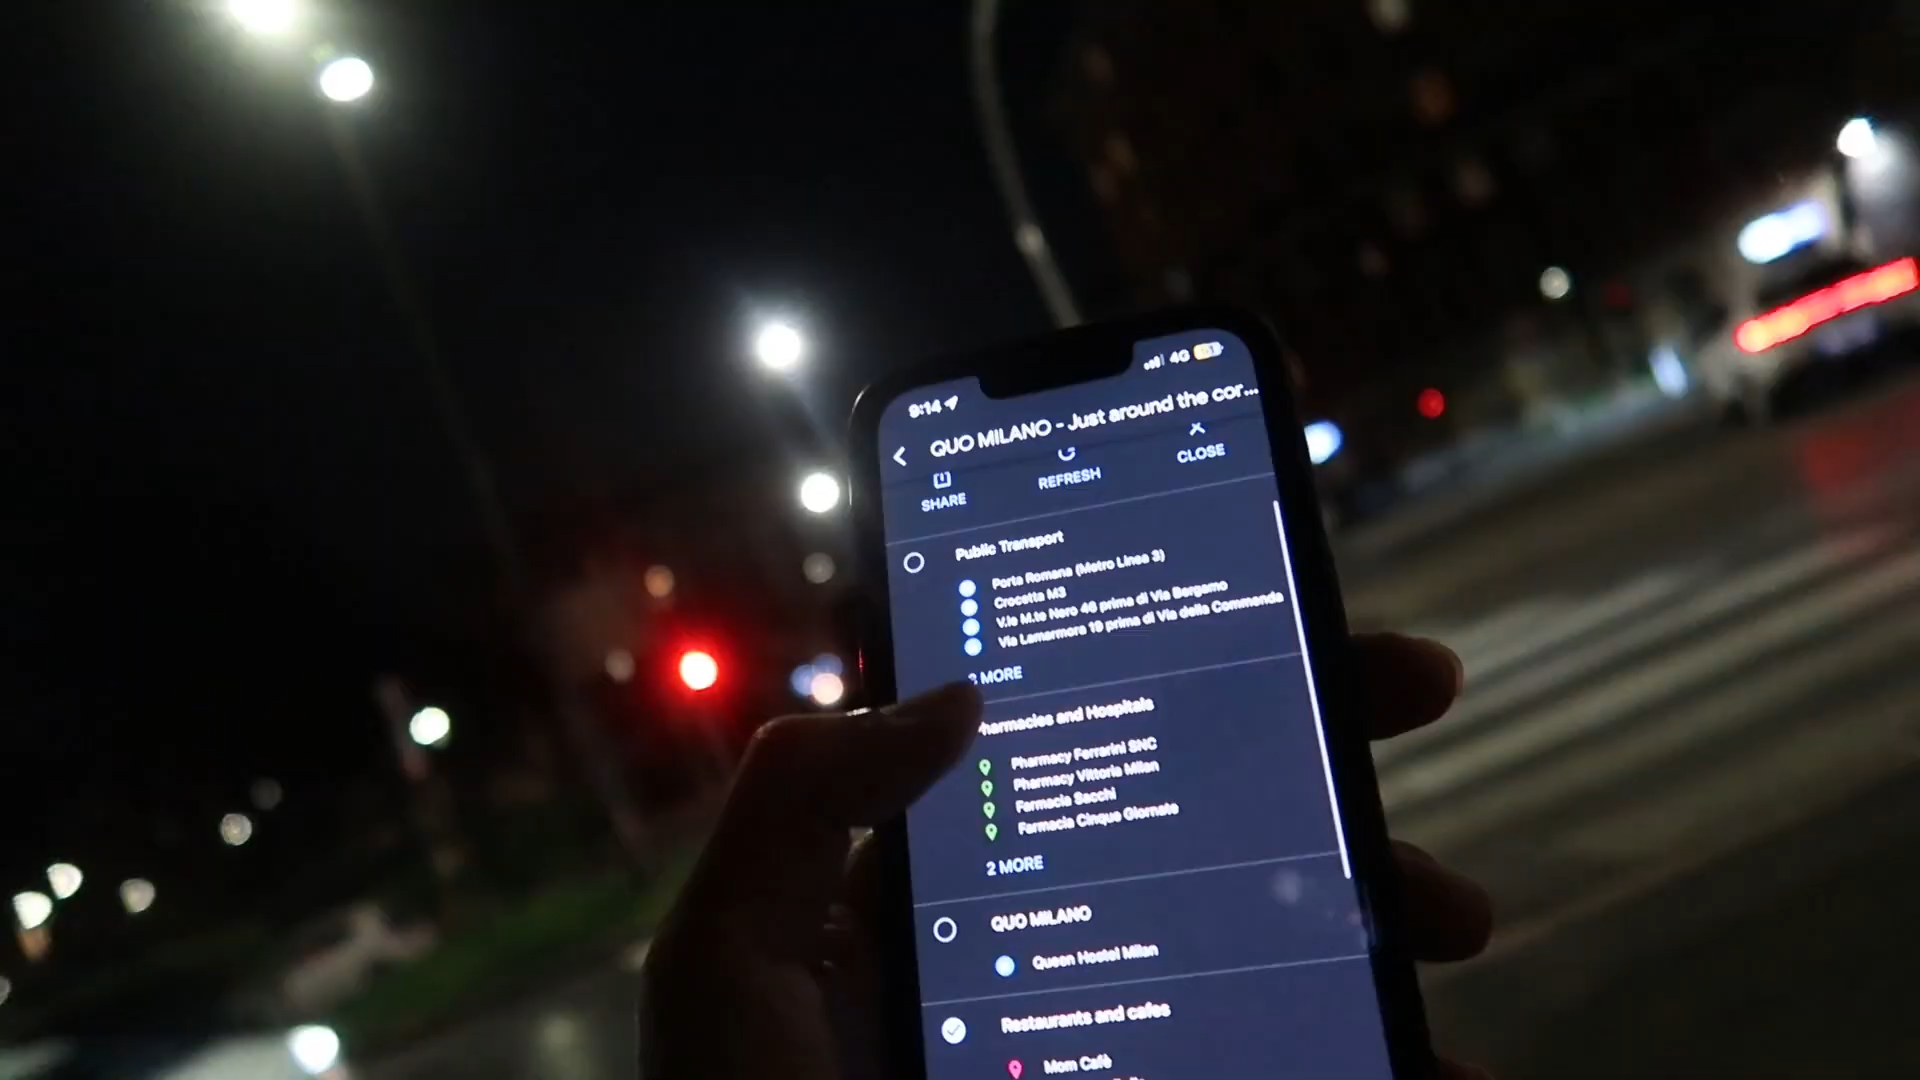 9:14
4G
QUO MILANO - Just around the cor...
SHARE
REFRESH
CLOSE
Public Transport
Porta Romana (Metro Linea 3)
Crocetta M3
V.le M.te Nero 46 prima di Via Bergamo
Via Lamarmora 19 prima di Via della Commenda
MORE
Pharmacies and Hospitals
Pharmacy Ferrarini SNC
Pharmacy Vittoria Milan
Farmacia Sacchi
Farmacia Cinque Giornate
2 MORE
QUO MILANO
Queen Hostel Milan
Restaurants and cafes
Mom Cafè